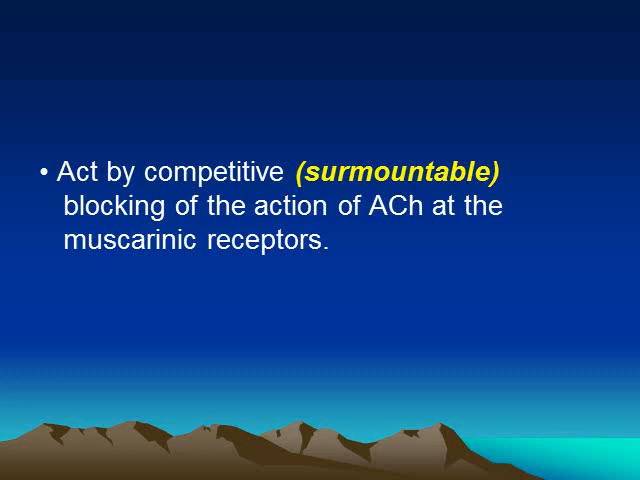 • Act by competitive (surmountable)
blocking of the action of ACh at the
muscarinic receptors.